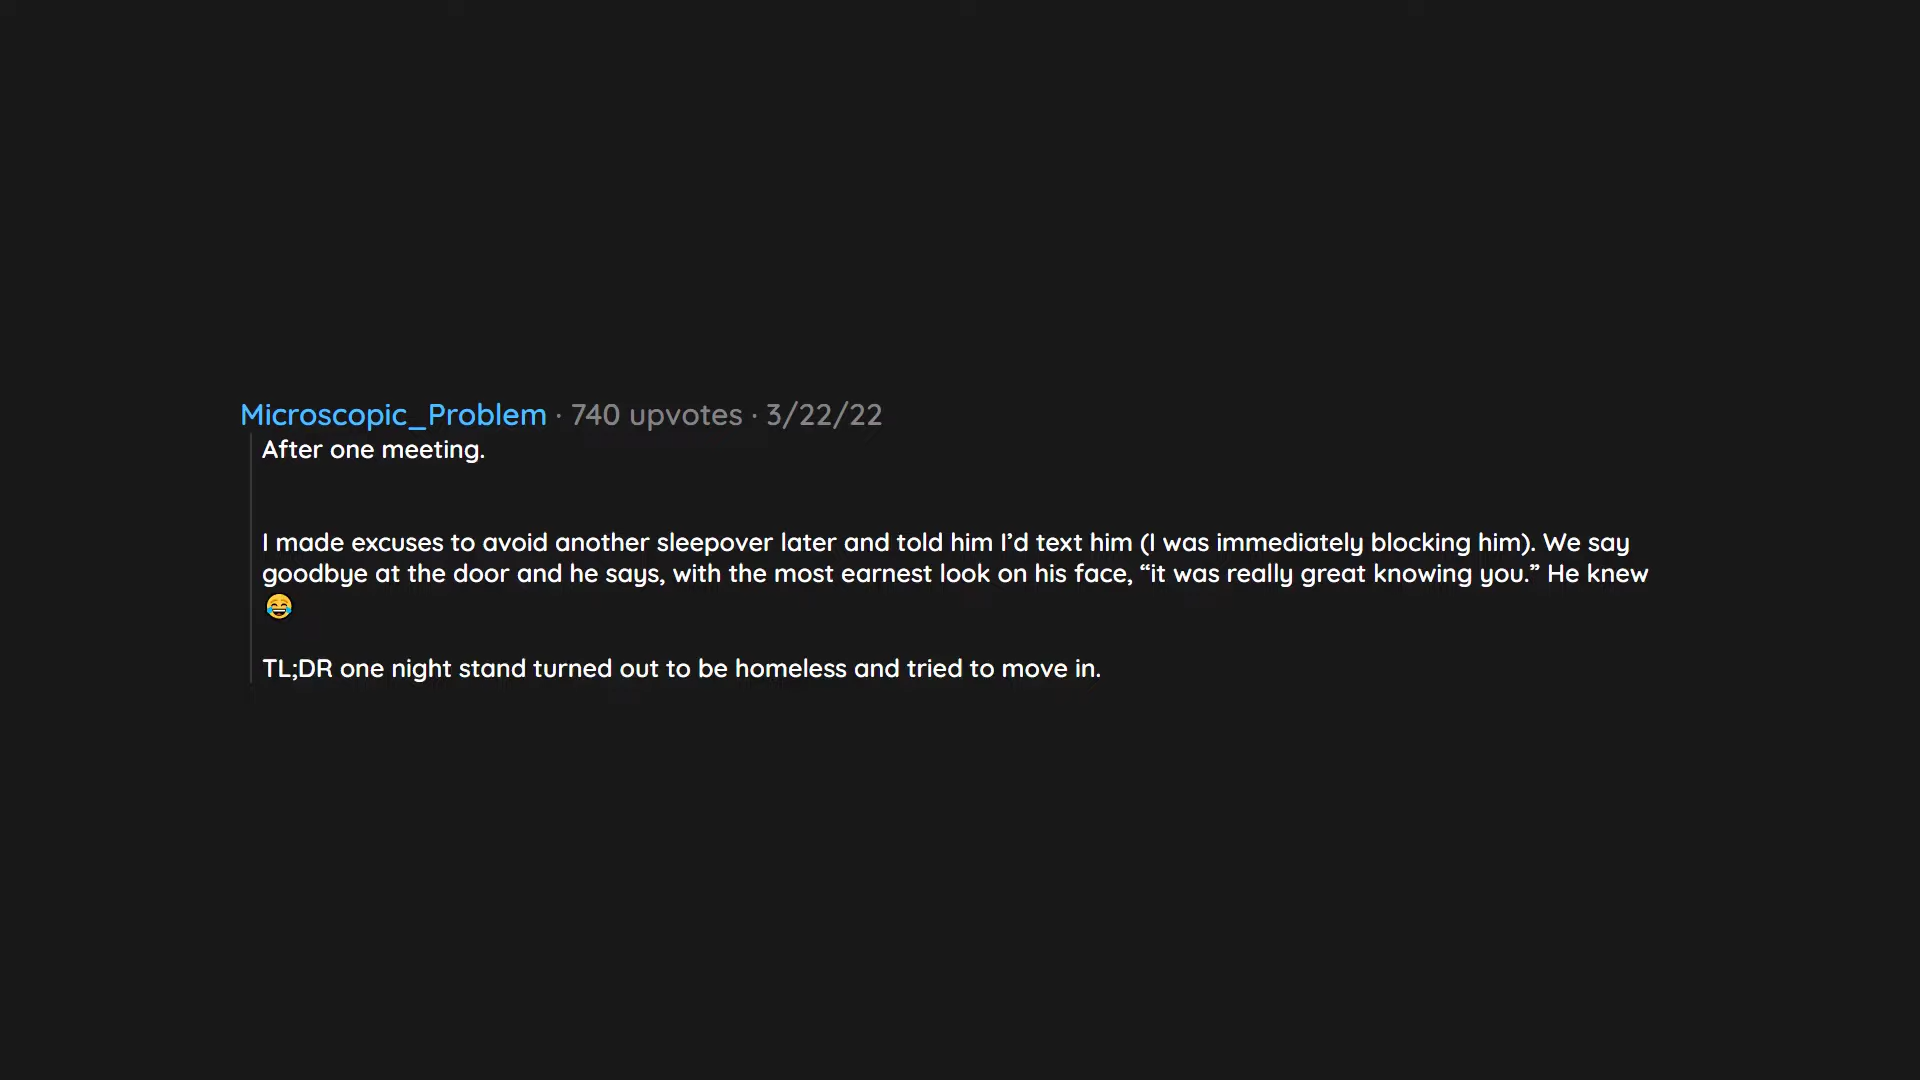 Microscopic_Problem · 740 upvotes · 3/22/22
After one meeting.
I made excuses to avoid another sleepover later and told him I’d text him (I was immediately blocking him). We say
goodbye at the door and he says, with the most earnest look on his face, “it was really great knowing you.” He knew
😂
TL;DR one night stand turned out to be homeless and tried to move in.